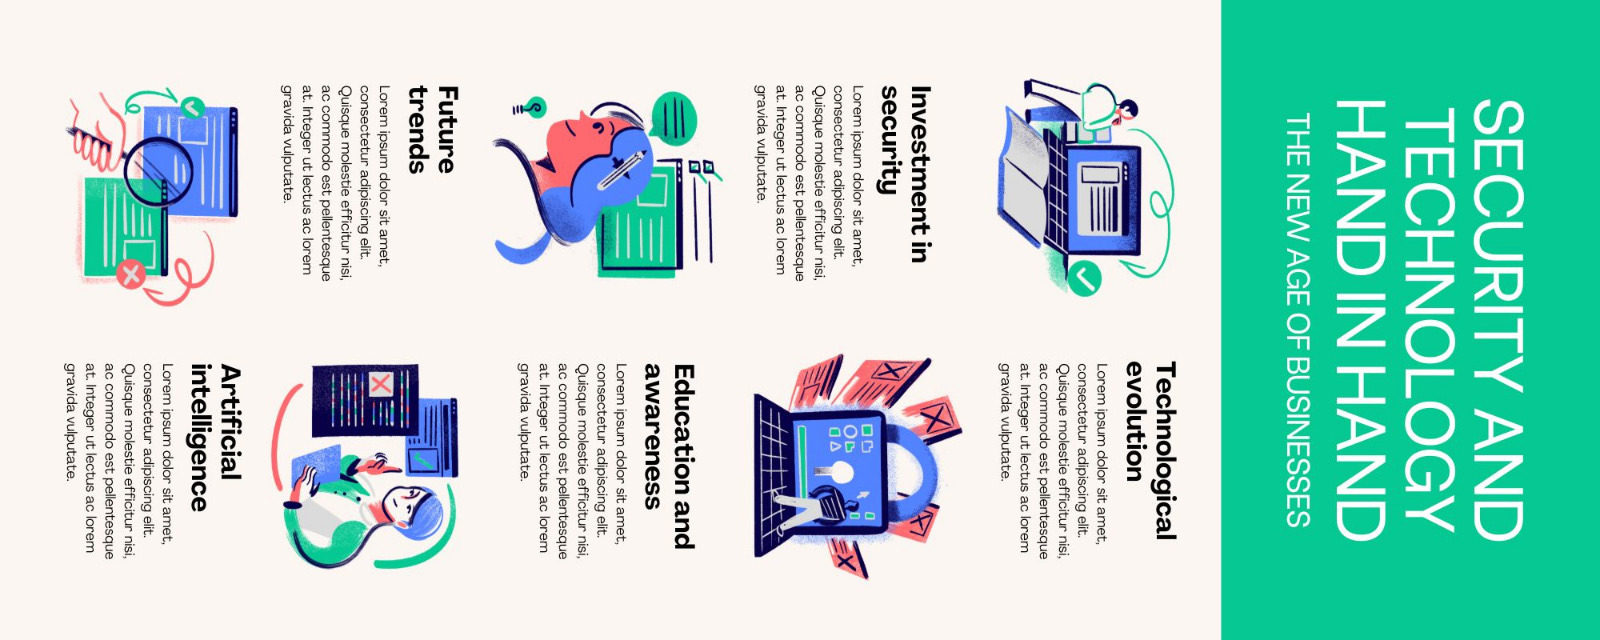 SECURITY AND
TECHNOLOGY
HAND IN HAND
THE NEW AGE OF BUSINESSES
Technological
evolution
Lorem ipsum dolor sit amet,
consectetur adipiscing elit.
Quisque molestie efficitur nisi,
ac commodo est pellentesque
at. Integer ut lectus ac lorem
gravida vulputate.
Investment in
security
Lorem ipsum dolor sit amet,
consectetur adipiscing elit.
Quisque molestie efficitur nisi,
ac commodo est pellentesque
at. Integer ut lectus ac lorem
gravida vulputate.
Education and
awareness
Lorem ipsum dolor sit amet,
consectetur adipiscing elit.
Quisque molestie efficitur nisi,
ac commodo est pellentesque
at. Integer ut lectus ac lorem
gravida vulputate.
Future
trends
Lorem ipsum dolor sit amet,
consectetur adipiscing elit.
Quisque molestie efficitur nisi,
ac commodo est pellentesque
at. Integer ut lectus ac lorem
gravida vulputate.
Artificial
intelligence
Lorem ipsum dolor sit amet,
consectetur adipiscing elit.
Quisque molestie efficitur nisi,
ac commodo est pellentesque
at. Integer ut lectus ac lorem
gravida vulputate.